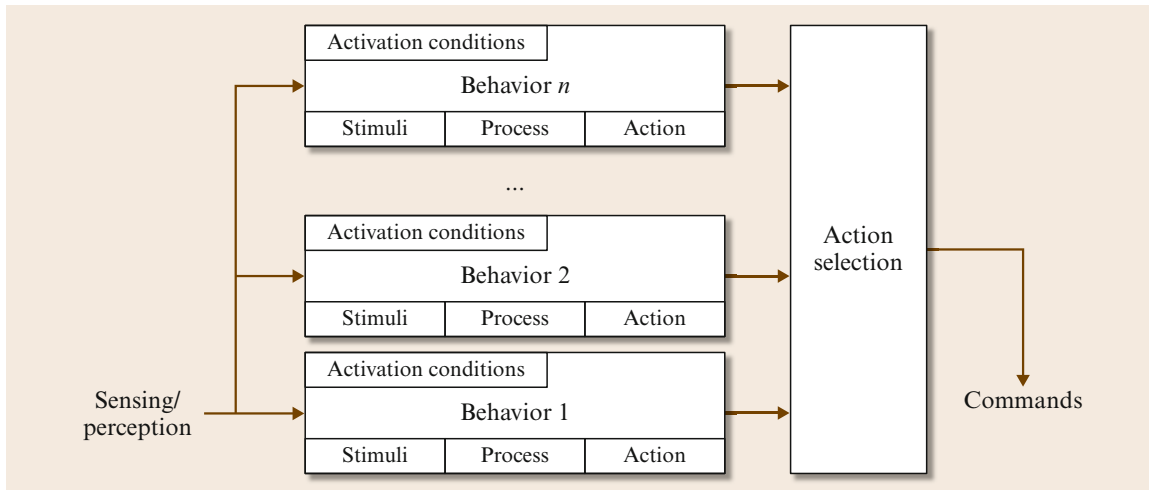 Activation conditions
Behavior n
Stimuli Process Action
...
Activation conditions
Behavior 2
Stimuli Process Action
Activation conditions
Behavior 1
Stimuli Process Action
Sensing/
perception
Action
selection
Commands